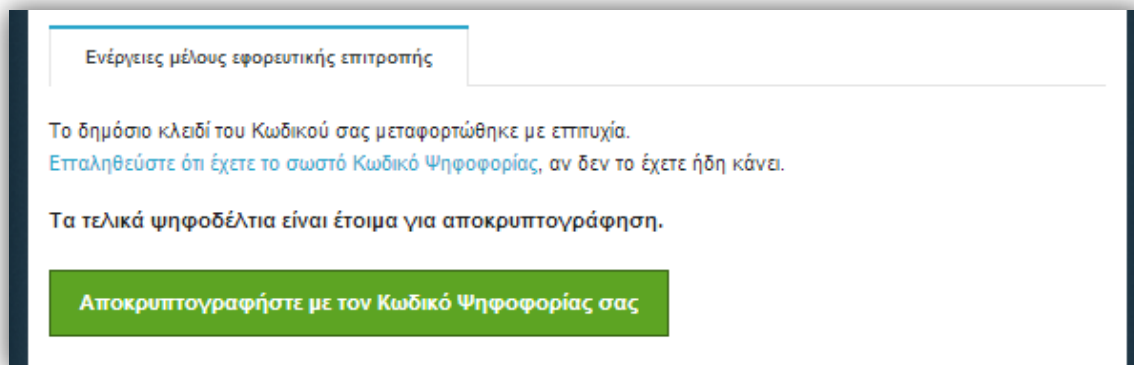 Ενέργειες μέλους εφορευτικής επιτροπής
Το δημόσιο κλειδί του Κωδικού σας μεταφορτώθηκε με επιτυχία.
Επαληθεύστε ότι έχετε το σωστό Κωδικό Ψηφοφορίας, αν δεν το έχετε ήδη κάνει.
Τα τελικά ψηφοδέλτια είναι έτοιμα για αποκρυπτογράφηση.
Αποκρυπτογραφήστε με τον Κωδικό Ψηφοφορίας σας